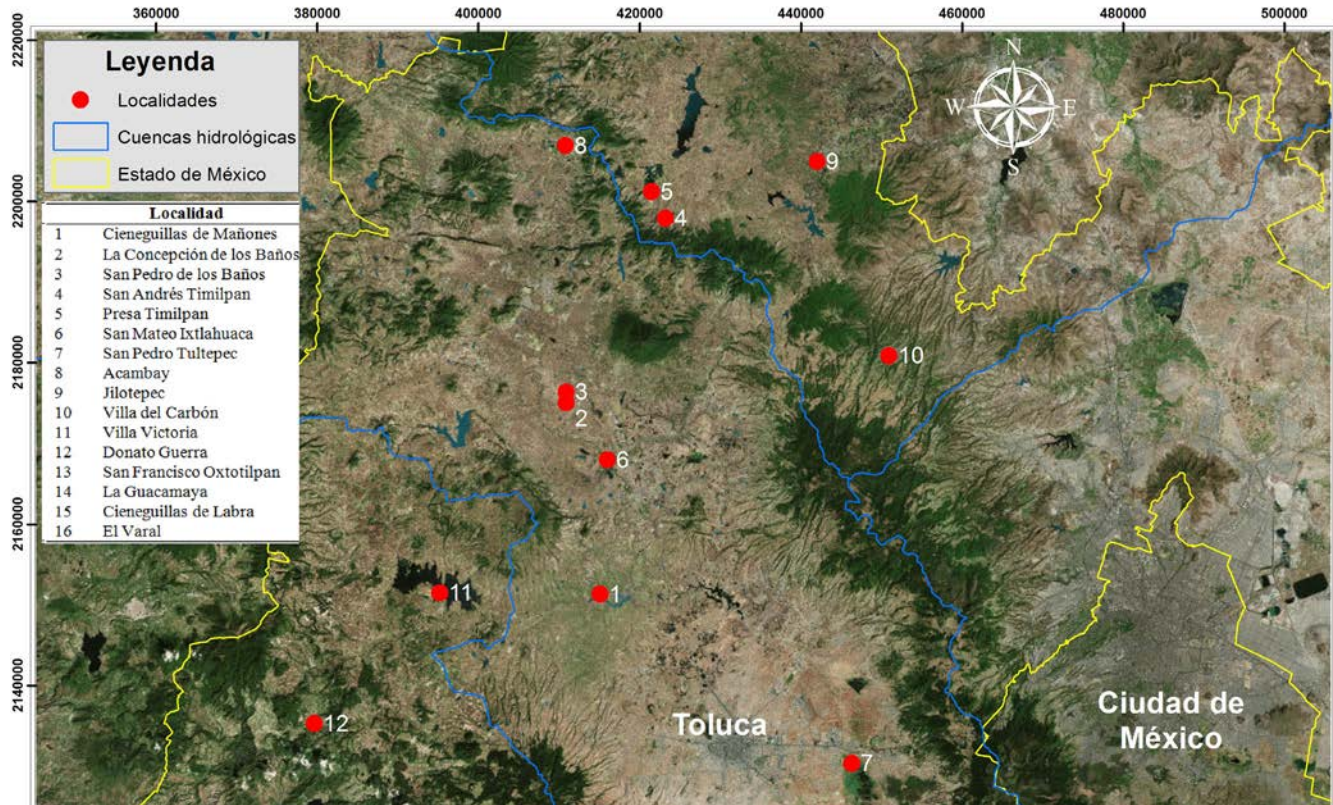 360000 380000 400000 420000 440000 460000 480000 500000
2220000
2200000
2180000
2160000
2140000
Leyenda
Localidades
Cuencas hidrológicas
Estado de México
Localidad
1 Cieneguillas de Mañones
2 La Concepción de los Baños
3 San Pedro de los Baños
4 San Andrés Timilpan
5 Presa Timilpan
6 San Mateo Ixtlahuaca
7 San Pedro Tultepec
8 Acambay
9 Jilotepec
10 Villa del Carbón
11 Villa Victoria
12 Donato Guerra
13 San Francisco Oxtotilpan
14 La Guacamaya
15 Cieneguillas de Labra
16 El Varal
N
W E
S
8
9
5
4
10
3
2
6
11
1
12
7
Toluca
Ciudad de
México